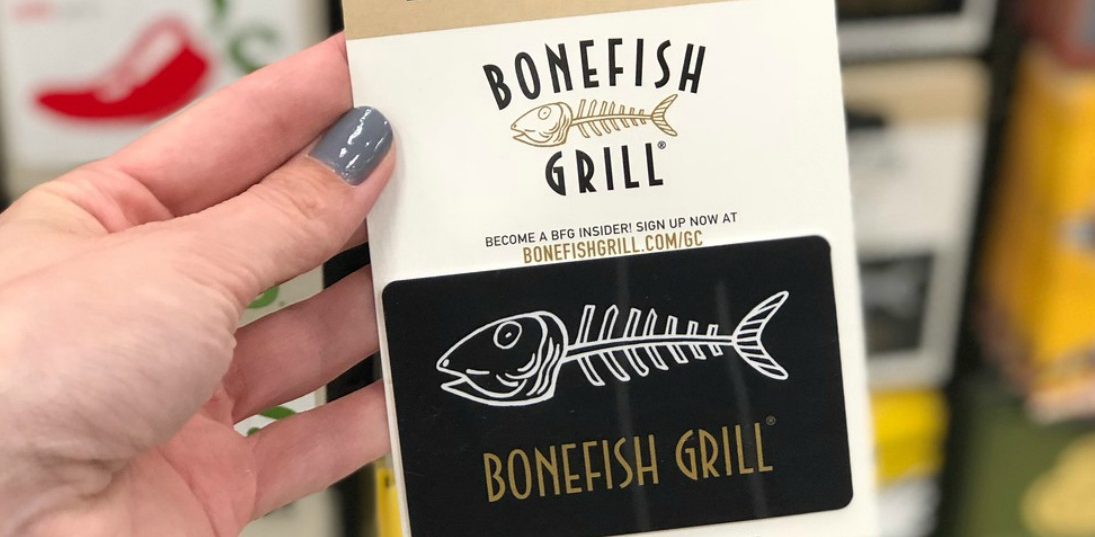 BONEFISH
GRILL®
BECOME A BFG INSIDER! SIGN UP NOW AT
BONEFISHGRILL.COM/GC
BONEFISH GRILL®